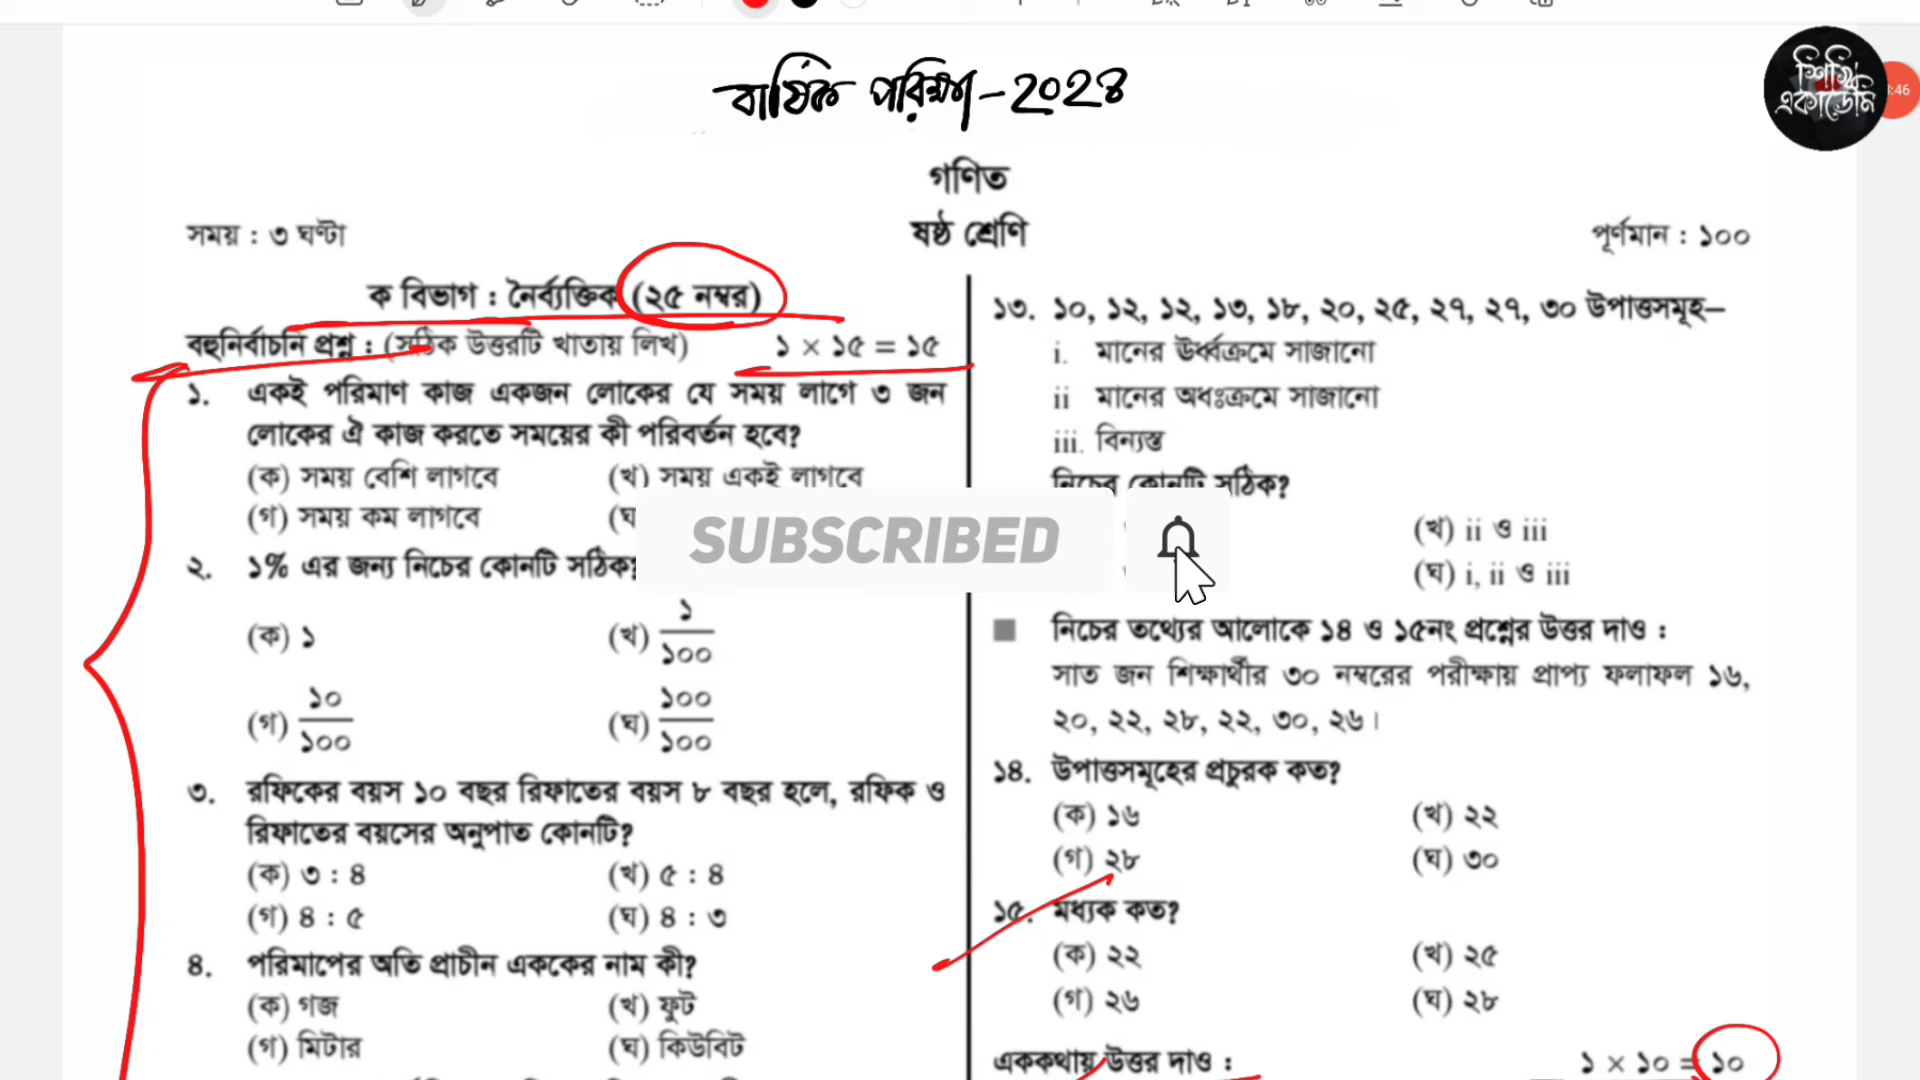 বার্ষিক পরিক্ষা-2024
শিখি
একাডেমি
:46
গণিত
ষষ্ঠ শ্রেণি
সময় : ৩ ঘণ্টা
পূর্ণমান : ১০০
ক বিভাগ : নৈর্ব্যক্তিক (২৫ নম্বর)
বহুনির্বাচনি প্রশ্ন : (সঠিক উত্তরটি খাতায় লিখ) ১ × ১৫ = ১৫
১. একই পরিমাণ কাজ একজন লোকের যে সময় লাগে ৩ জন
লোকের ঐ কাজ করতে সময়ের কী পরিবর্তন হবে?
(ক) সময় বেশি লাগবে (খ) সময় একই লাগবে
(গ) সময় কম লাগবে (ঘ
২. ১% এর জন্য নিচের কোনটি সঠিক?
(ক) ১ (খ) ১/১০০
(গ) ১০/১০০ (ঘ) ১০০/১০০
৩. রফিকের বয়স ১০ বছর রিফাতের বয়স ৮ বছর হলে, রফিক ও
রিফাতের বয়সের অনুপাত কোনটি?
(ক) ৩ : ৪ (খ) ৫ : ৪
(গ) ৪ : ৫ (ঘ) ৪ : ৩
৪. পরিমাপের অতি প্রাচীন এককের নাম কী?
(ক) গজ (খ) ফুট
(গ) মিটার (ঘ) কিউবিট
১৩. ১০, ১২, ১২, ১৩, ১৮, ২০, ২৫, ২৭, ২৭, ৩০ উপাত্তসমূহ–
i. মানের ঊর্ধ্বক্রমে সাজানো
ii মানের অধঃক্রমে সাজানো
iii. বিন্যস্ত
নিচের কোনটি সঠিক?
(খ) ii ও iii
(ঘ) i, ii ও iii
SUBSCRIBED
নিচের তথ্যের আলোকে ১৪ ও ১৫নং প্রশ্নের উত্তর দাও :
সাত জন শিক্ষার্থীর ৩০ নম্বরের পরীক্ষায় প্রাপ্য ফলাফল ১৬,
২০, ২২, ২৮, ২২, ৩০, ২৬।
১৪. উপাত্তসমূহের প্রচুরক কত?
(ক) ১৬ (খ) ২২
(গ) ২৮ (ঘ) ৩০
১৫. মধ্যক কত?
(ক) ২২ (খ) ২৫
(গ) ২৬ (ঘ) ২৮
এককথায় উত্তর দাও : ১ × ১০ = ১০